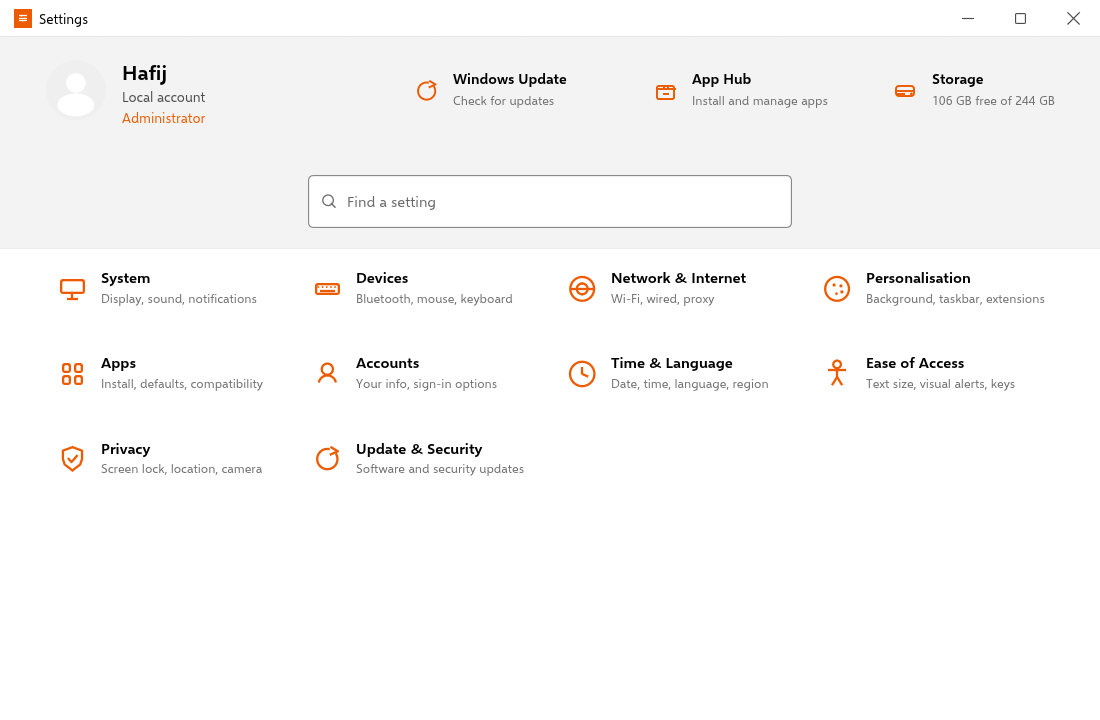 Settings
Hafij
Local account
Administrator
Windows Update
Check for updates
App Hub
Install and manage apps
Storage
106 GB free of 244 GB
Find a setting
System
Display, sound, notifications
Devices
Bluetooth, mouse, keyboard
Network & Internet
Wi-Fi, wired, proxy
Personalisation
Background, taskbar, extensions
Apps
Install, defaults, compatibility
Accounts
Your info, sign-in options
Time & Language
Date, time, language, region
Ease of Access
Text size, visual alerts, keys
Privacy
Screen lock, location, camera
Update & Security
Software and security updates